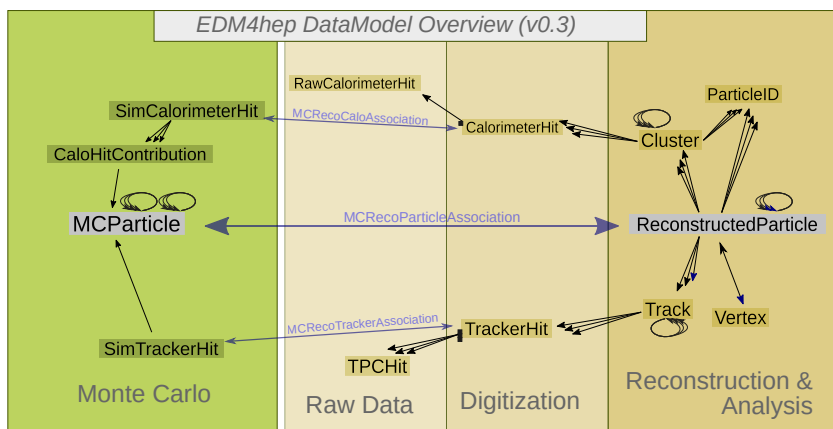 EDM4hep DataModel Overview (v0.3)
RawCalorimeterHit
ParticleID
SimCalorimeterHit
MCRecoCaloAssociation
CalorimeterHit
Cluster
CaloHitContribution
MCParticle
MCRecoParticleAssociation
ReconstructedParticle
MCRecoTrackerAssociation
TrackerHit
Track
Vertex
SimTrackerHit
TPCHit
Monte Carlo
Raw Data
Digitization
Reconstruction &
Analysis